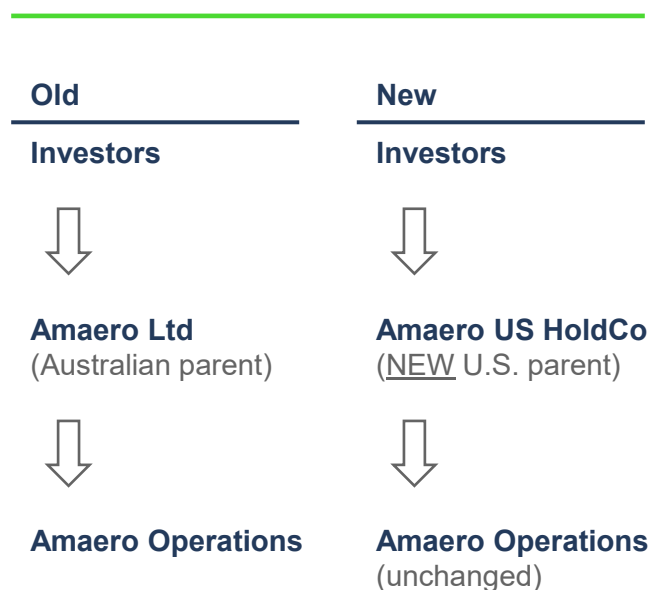 Old
Investors
Amaero Ltd
(Australian parent)
Amaero Operations
New
Investors
Amaero US HoldCo
(NEW U.S. parent)
Amaero Operations
(unchanged)